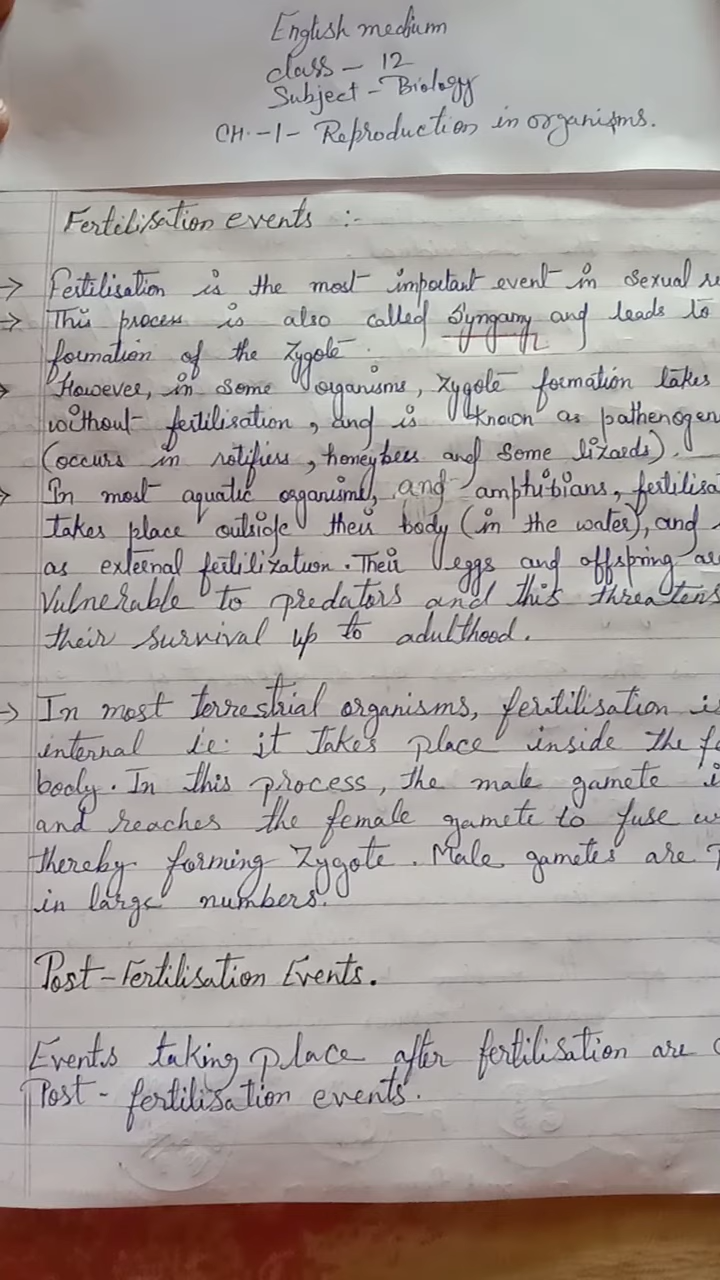 English medium
class - 12
Subject - Biology
CH.-1- Reproduction in organisms.
Fertilisation events :-
→ Fertilisation is the most important event in sexual re
→ This process is also called Syngamy and leads to
formation of the Zygote.
→ However, in some organisms, Zygote formation takes
without fertilisation, and is known as pathenogen
(occurs in rotifiers, honeybees and some lizards).
→ In most aquatic organisms, and amphibians, fertilisa
takes place outside their body (in the water), and
as external fertilization. Their eggs and offspring are
Vulnerable to predators and this threatens
their survival up to adulthood.
→ In most terrestrial organisms, fertilisation is
internal ie: it takes place inside the fe
body. In this process, the male gamete i
and reaches the female gamete to fuse w
thereby forming Zygote. Male gametes are p
in large numbers.
Post-Fertilisation Events.
Events taking place after fertilisation are c
Post-fertilisation events.